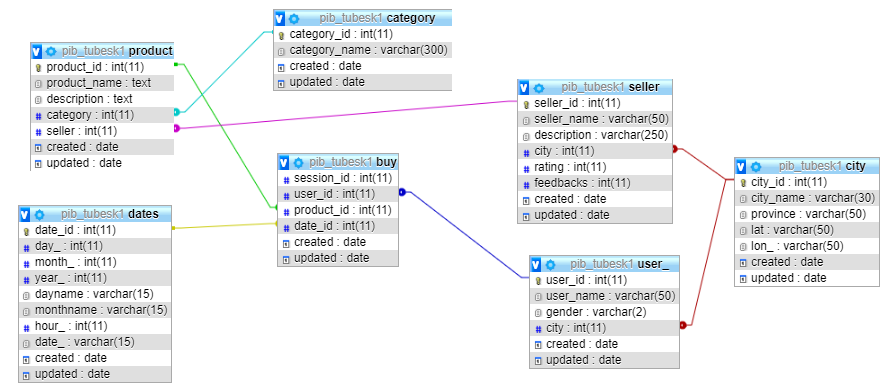 pib_tubesk1 category
category_id : int(11)
category_name : varchar(300)
created : date
updated : date
pib_tubesk1 product
product_id : int(11)
product_name : text
description : text
category : int(11)
seller : int(11)
created : date
updated : date
pib_tubesk1 seller
seller_id : int(11)
seller_name : varchar(50)
description : varchar(250)
city : int(11)
rating : int(11)
feedbacks : int(11)
created : date
updated : date
pib_tubesk1 buy
session_id : int(11)
user_id : int(11)
product_id : int(11)
date_id : int(11)
created : date
updated : date
pib_tubesk1 city
city_id : int(11)
city_name : varchar(30)
province : varchar(50)
lat : varchar(50)
lon_ : varchar(50)
created : date
updated : date
pib_tubesk1 dates
date_id : int(11)
day_ : int(11)
month_ : int(11)
year_ : int(11)
dayname : varchar(15)
monthname : varchar(15)
hour_ : int(11)
date_ : varchar(15)
created : date
updated : date
pib_tubesk1 user_
user_id : int(11)
user_name : varchar(50)
gender : varchar(2)
city : int(11)
created : date
updated : date